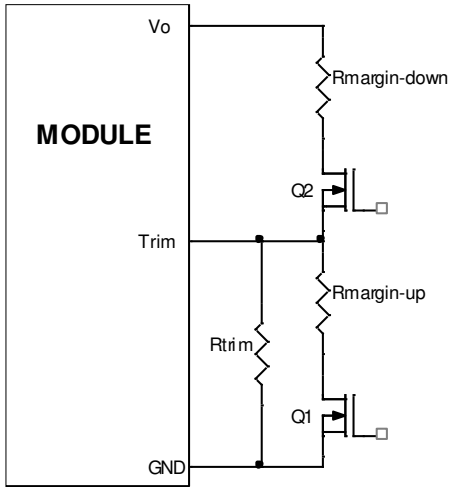 Vo
Rmargin-down
MODULE
Q2
Trim
Rmargin-up
Rtrim
Q1
GND